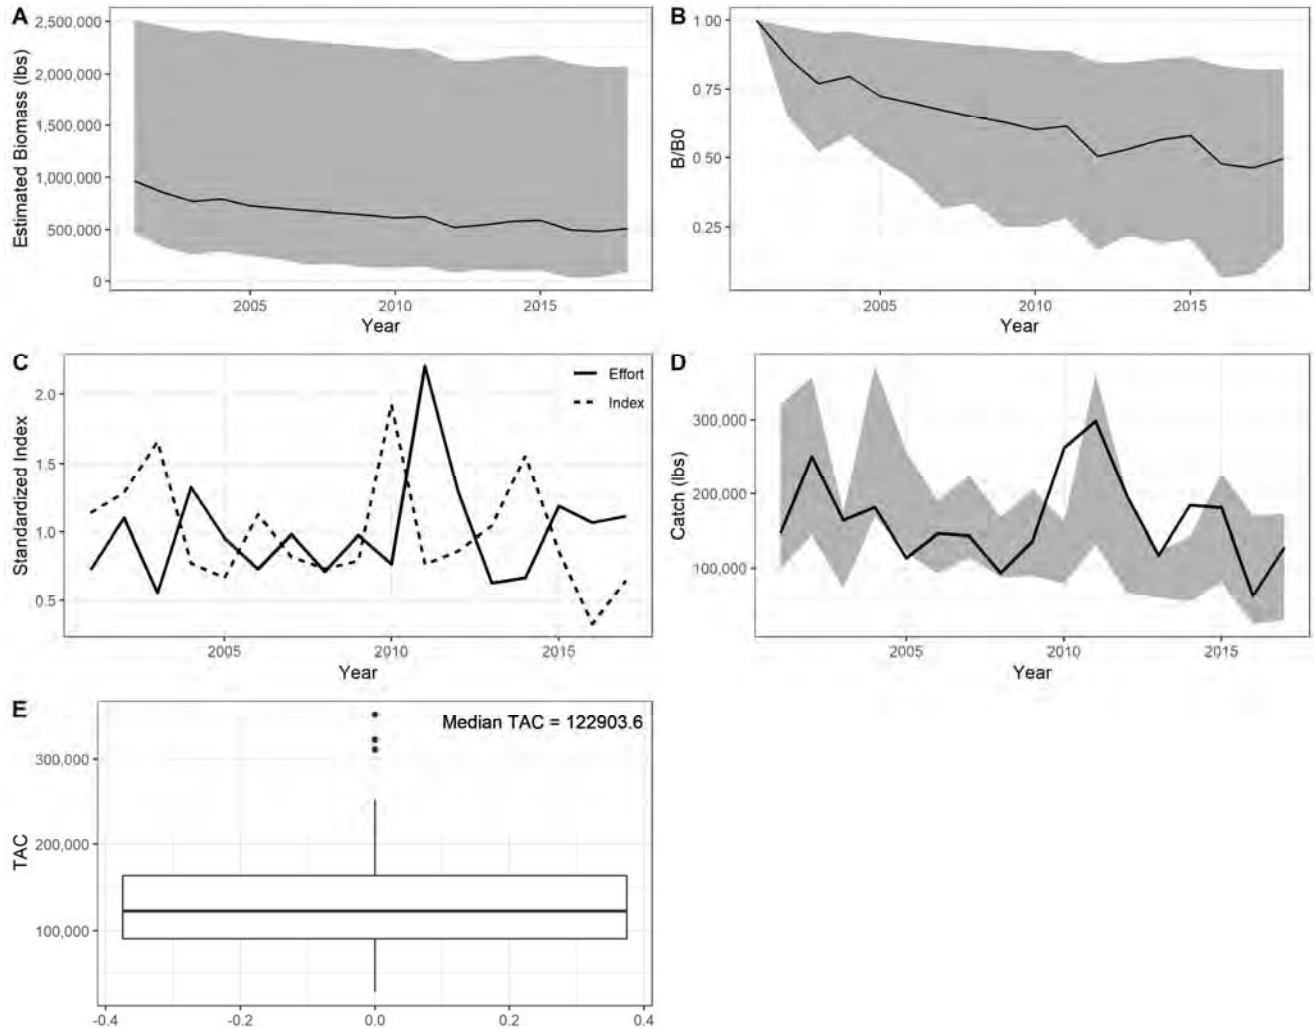 A
Estimated Biomass (lbs)
2,500,000
2,000,000
1,500,000
1,000,000
500,000
0
2005
2010
2015
Year
B
B/B0
1.00
0.75
0.50
0.25
2005
2010
2015
Year
C
Standardized Index
2.0
1.5
1.0
0.5
Effort
Index
2005
2010
2015
Year
D
Catch (lbs)
300,000
200,000
100,000
2005
2010
2015
Year
E
Median TAC = 122903.6
TAC
300,000
200,000
100,000
-0.4
-0.2
0.0
0.2
0.4